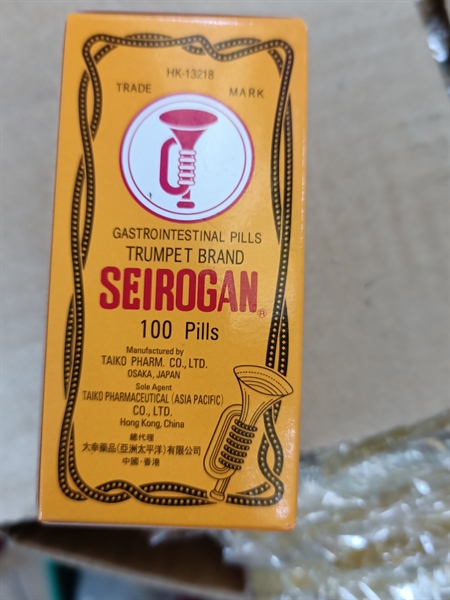 HK-13218
TRADE MARK
GASTROINTESTINAL PILLS
TRUMPET BRAND
SEIROGAN®
100 Pills
Manufactured by
TAIKO PHARM. CO., LTD.
OSAKA, JAPAN
Sole Agent
TAIKO PHARMACEUTICAL (ASIA PACIFIC)
CO., LTD.
Hong Kong, China
總代理
大幸藥品(亞洲太平洋)有限公司
中國·香港